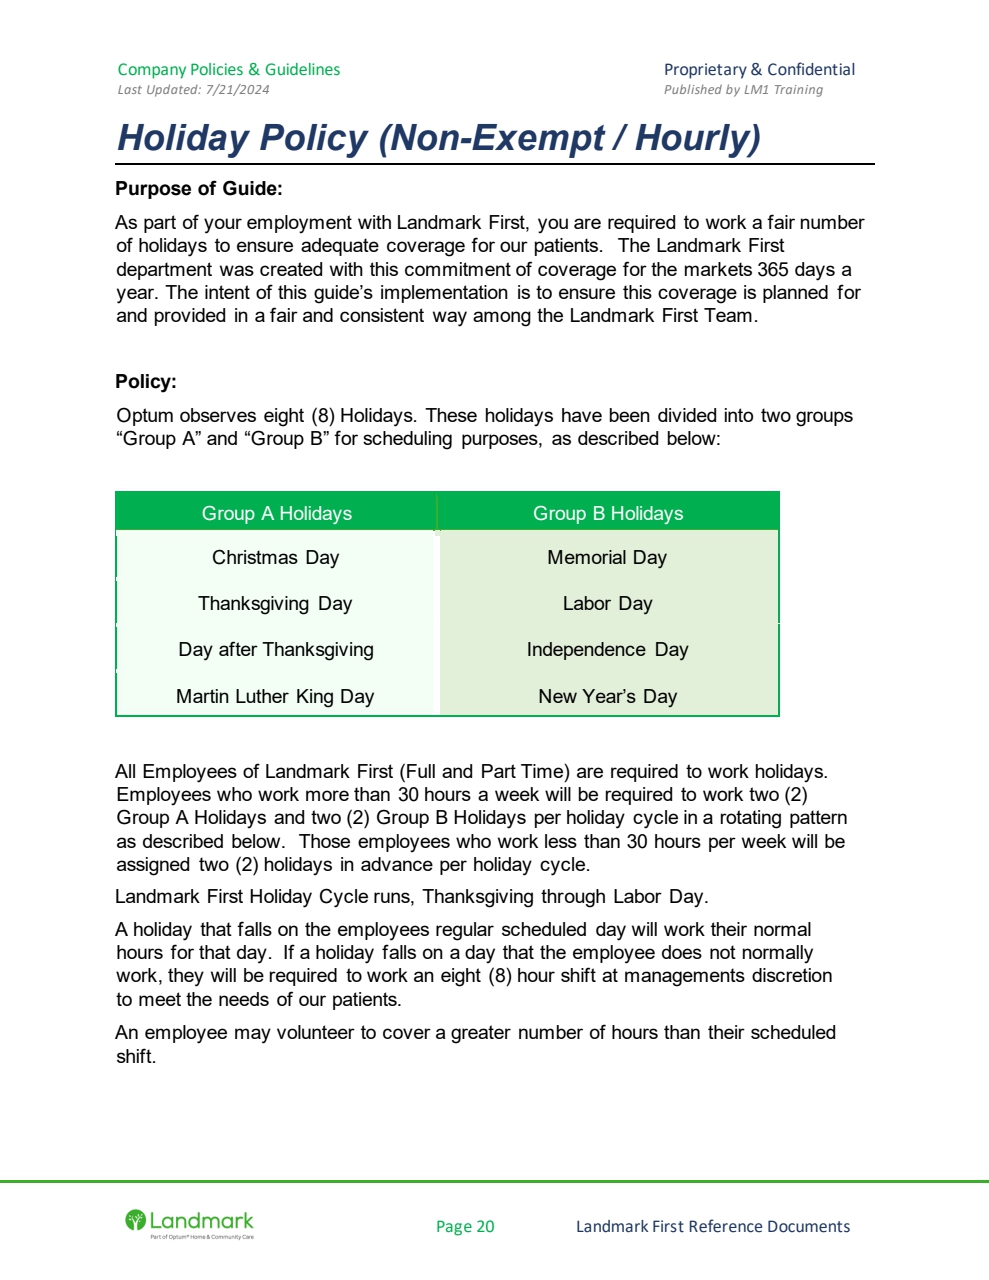 Company Policies & Guidelines
Proprietary & Confidential
Last Updated: 7/21/2024
Published by LM1 Training
Holiday Policy (Non-Exempt / Hourly)
Purpose of Guide:
As part of your employment with Landmark First, you are required to work a fair number
of holidays to ensure adequate coverage for our patients. The Landmark First
department was created with this commitment of coverage for the markets 365 days a
year. The intent of this guide’s implementation is to ensure this coverage is planned for
and provided in a fair and consistent way among the Landmark First Team.
Policy:
Optum observes eight (8) Holidays. These holidays have been divided into two groups
“Group A” and “Group B” for scheduling purposes, as described below:
Group A Holidays
Group B Holidays
Christmas Day
Memorial Day
Thanksgiving Day
Labor Day
Day after Thanksgiving
Independence Day
Martin Luther King Day
New Year’s Day
All Employees of Landmark First (Full and Part Time) are required to work holidays.
Employees who work more than 30 hours a week will be required to work two (2)
Group A Holidays and two (2) Group B Holidays per holiday cycle in a rotating pattern
as described below. Those employees who work less than 30 hours per week will be
assigned two (2) holidays in advance per holiday cycle.
Landmark First Holiday Cycle runs, Thanksgiving through Labor Day.
A holiday that falls on the employees regular scheduled day will work their normal
hours for that day. If a holiday falls on a day that the employee does not normally
work, they will be required to work an eight (8) hour shift at managements discretion
to meet the needs of our patients.
An employee may volunteer to cover a greater number of hours than their scheduled
shift.
Landmark
Part of Optum® Home & Community Care
Page 20
Landmark First Reference Documents